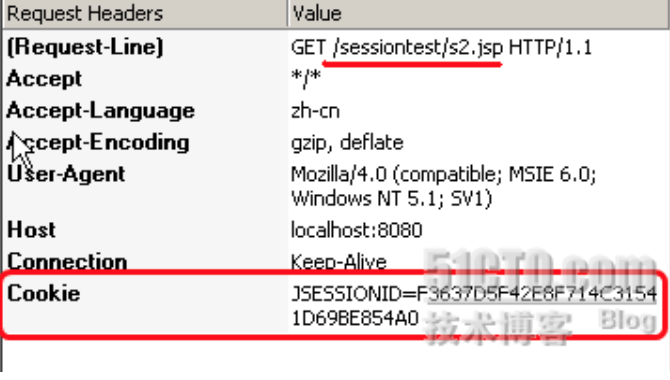 Request Headers Value
(Request-Line) GET /sessiontest/s2.jsp HTTP/1.1
Accept */*
Accept-Language zh-cn
Accept-Encoding gzip, deflate
User-Agent Mozilla/4.0 (compatible; MSIE 6.0;
Windows NT 5.1; SV1)
Host localhost:8080
Connection Keep-Alive
51CTO.com
Cookie JSESSIONID=F3637D5F42E8F714C3154
1D69BE854A0
技术博客 Blog